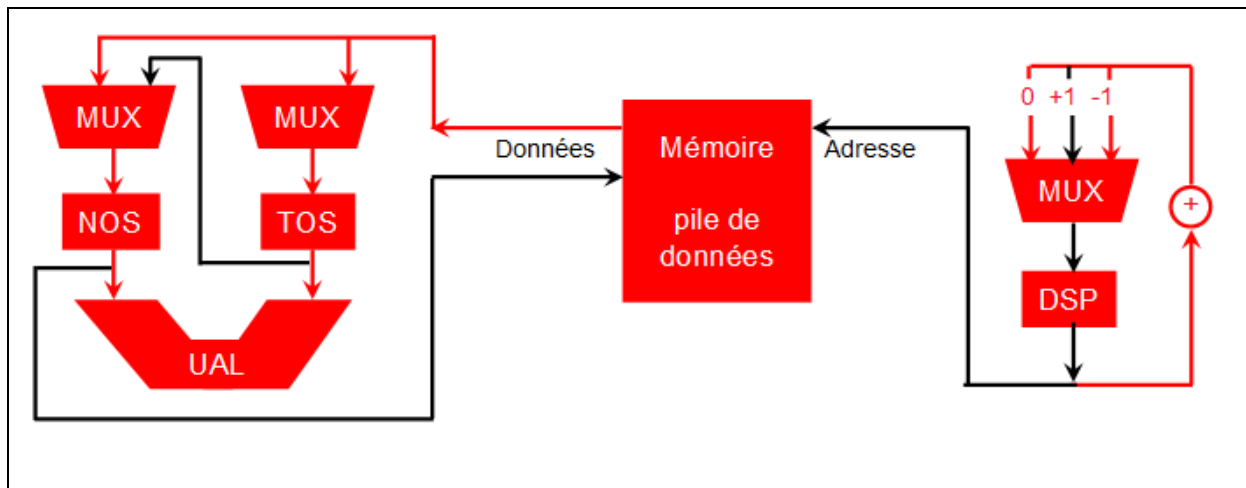 MUX
MUX
NOS
TOS
UAL
Données
Mémoire
pile de
données
Adresse
0 +1 -1
MUX
+
DSP